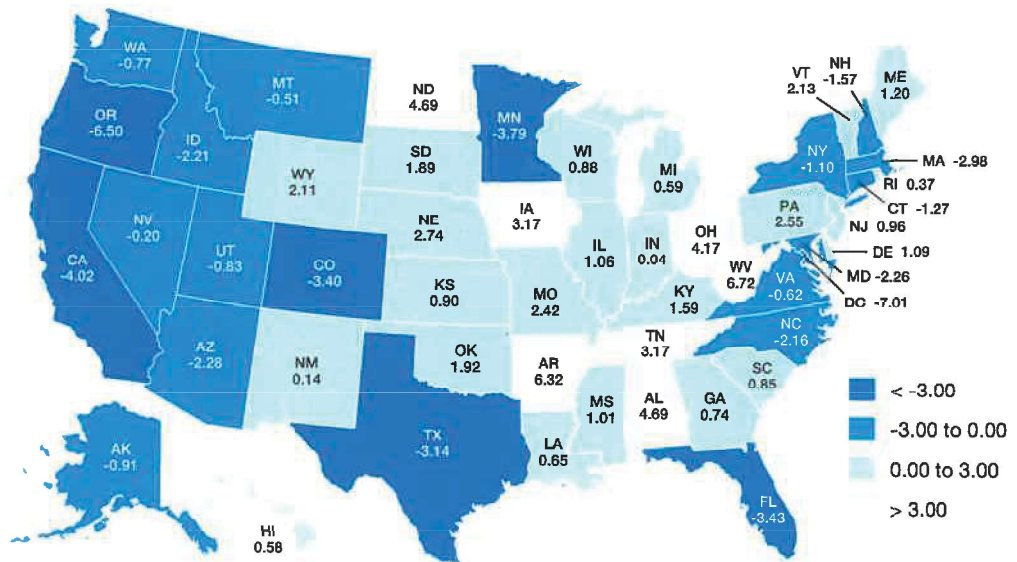 WA
-0.77
MT
-0.51
ND
4.69
MN
-3.79
VT
2.13
NH
-1.57
ME
1.20
OR
-6.50
ID
-2.21
WY
2.11
SD
1.89
WI
0.88
MI
0.59
NY
-1.10
MA -2.98
RI 0.37
CT -1.27
NJ 0.96
PA
2.55
DE 1.09
MD -2.26
DC -7.01
NV
-0.20
UT
-0.83
CA
-4.02
CO
-3.40
NE
2.74
IA
3.17
IL
1.06
IN
0.04
OH
4.17
WV
6.72
VA
-0.62
KS
0.90
MO
2.42
KY
1.59
NC
-2.16
AZ
-2.28
NM
0.14
OK
1.92
AR
6.32
TN
3.17
SC
0.85
MS
1.01
AL
4.69
GA
0.74
TX
-3.14
LA
0.65
AK
-0.91
HI
0.58
FL
-3.43
< -3.00
-3.00 to 0.00
0.00 to 3.00
> 3.00